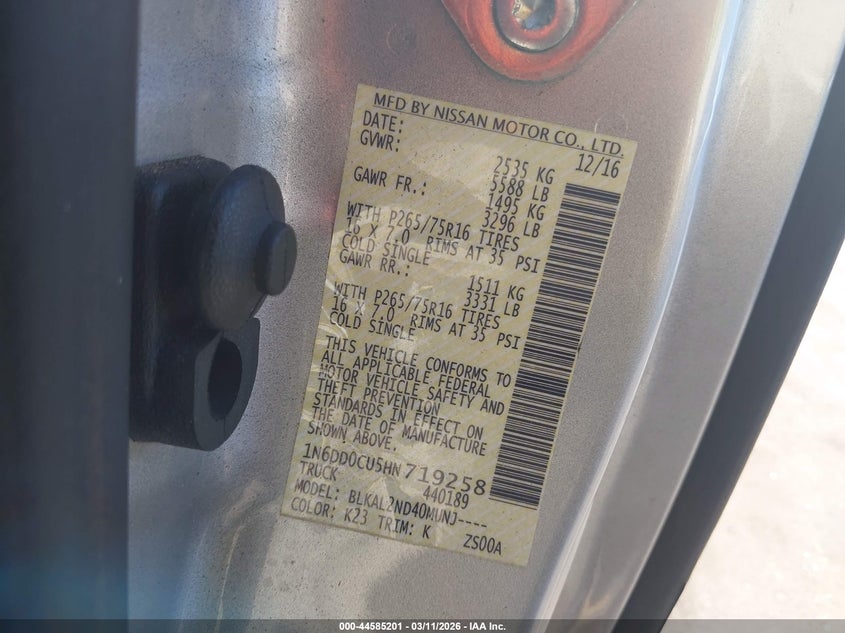 MFD BY NISSAN MOTOR CO., LTD.
DATE: 12/16
GVWR: 2535 KG
5588 LB
GAWR FR.: 1495 KG
3296 LB
WITH P265/75R16 TIRES
16 X 7.0 RIMS AT 35 PSI
COLD SINGLE
GAWR RR.: 1511 KG
3331 LB
WITH P265/75R16 TIRES
16 X 7.0 RIMS AT 35 PSI
COLD SINGLE
THIS VEHICLE CONFORMS TO
ALL APPLICABLE FEDERAL
MOTOR VEHICLE SAFETY AND
THEFT PREVENTION
STANDARDS IN EFFECT ON
THE DATE OF MANUFACTURE
SHOWN ABOVE.
1N6DD0CU5HN719258
TRUCK 440189
MODEL: BLKAL2ND40MUNJ----
COLOR: K23 TRIM: K ZS00A
000-44585201 - 03/11/2026 - IAA Inc.